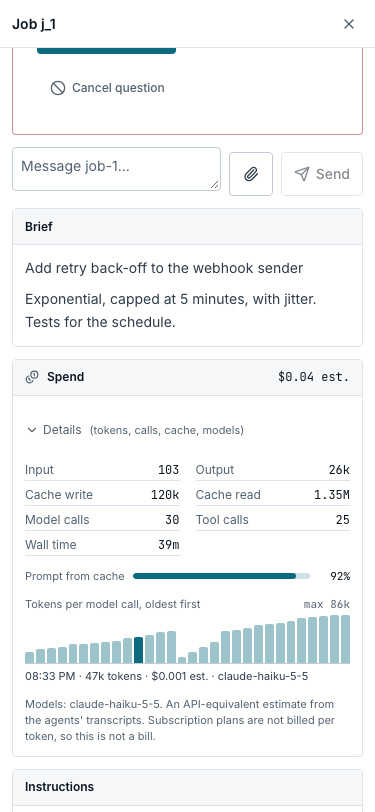 Job j_1
Cancel question
Message job-1...
Send
Brief
Add retry back-off to the webhook sender
Exponential, capped at 5 minutes, with jitter.
Tests for the schedule.
Spend
$0.04 est.
Details (tokens, calls, cache, models)
Input 103 Output 26k
Cache write 120k Cache read 1.35M
Model calls 30 Tool calls 25
Wall time 39m
Prompt from cache 92%
Tokens per model call, oldest first max 86k
08:33 PM · 47k tokens · $0.001 est. · claude-haiku-5-5
Models: claude-haiku-5-5. An API-equivalent estimate from
the agents' transcripts. Subscription plans are not billed per
token, so this is not a bill.
Instructions